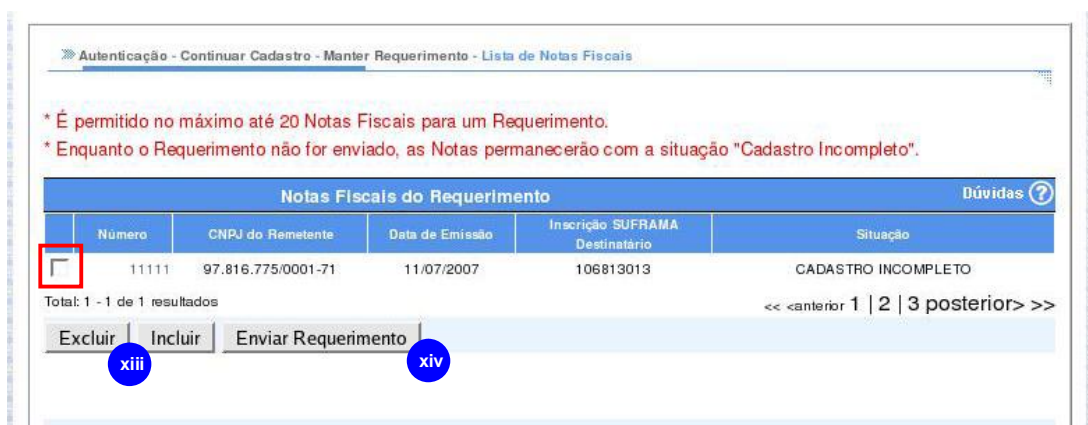 Autenticação - Continuar Cadastro - Manter Requerimento - Lista de Notas Fiscais
* É permitido no máximo até 20 Notas Fiscais para um Requerimento.
* Enquanto o Requerimento não for enviado, as Notas permanecerão com a situação "Cadastro Incompleto".
Notas Fiscais do Requerimento Dúvidas ?
Número CNPJ do Remetente Data de Emissão Inscrição SUFRAMA Destinatário Situação
11111 97.816.775/0001-71 11/07/2007 106813013 CADASTRO INCOMPLETO
Total: 1 - 1 de 1 resultados << <anterior 1 | 2 | 3 posterior> >>
Excluir Incluir Enviar Requerimento
xiii xiv